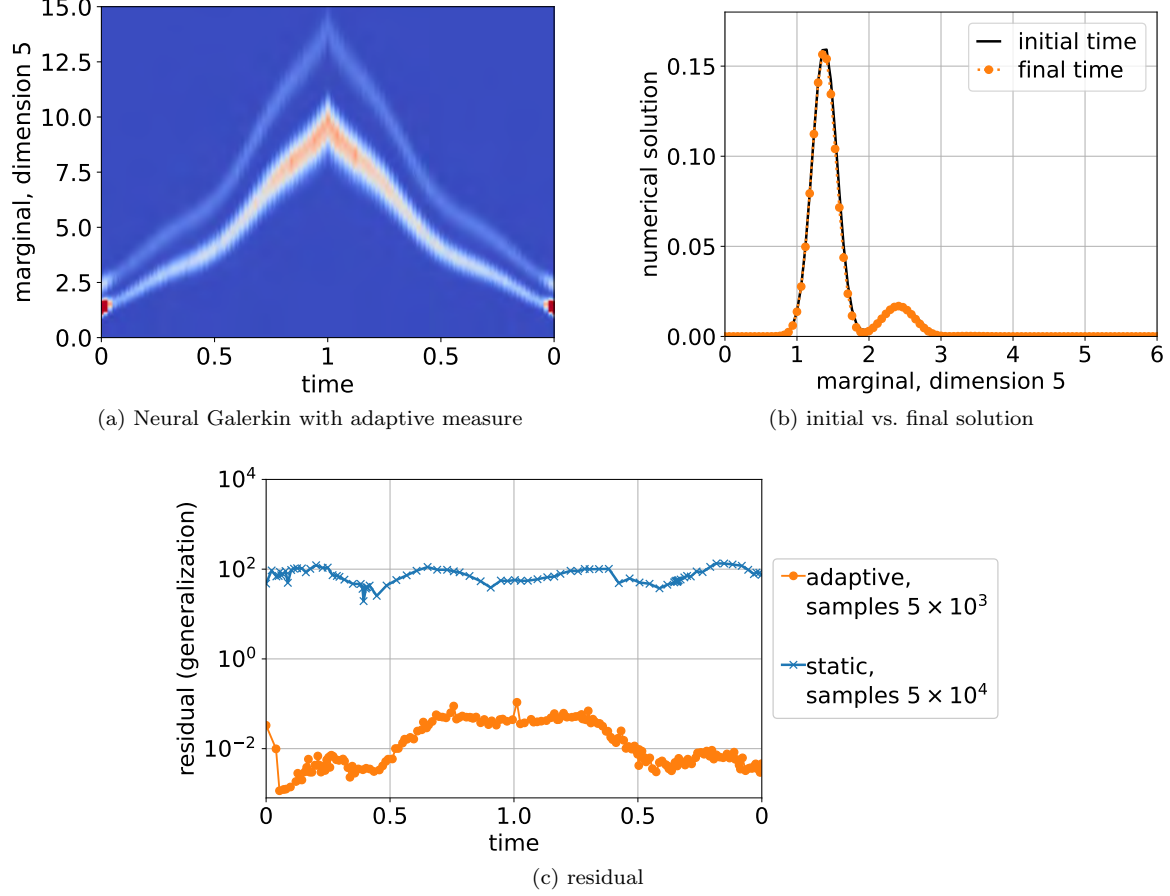 marginal, dimension 5
15.0
12.5
10.0
7.5
5.0
2.5
0.0
0 0.5 1 0.5 0
time
(a) Neural Galerkin with adaptive measure
numerical solution
0.15
0.10
0.05
0.00
0 1 2 3 4 5 6
marginal, dimension 5
initial time
final time
(b) initial vs. final solution
residual (generalization)
10^4
10^2
10^0
10^−2
0 0.5 1.0 0.5 0
time
adaptive,
samples 5 × 10^3
static,
samples 5 × 10^4
(c) residual